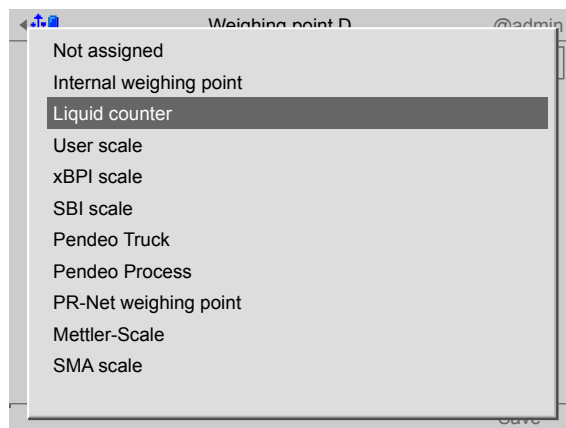 Weighing point D @admin
Not assigned
Internal weighing point
Liquid counter
User scale
xBPI scale
SBI scale
Pendeo Truck
Pendeo Process
PR-Net weighing point
Mettler-Scale
SMA scale
Save